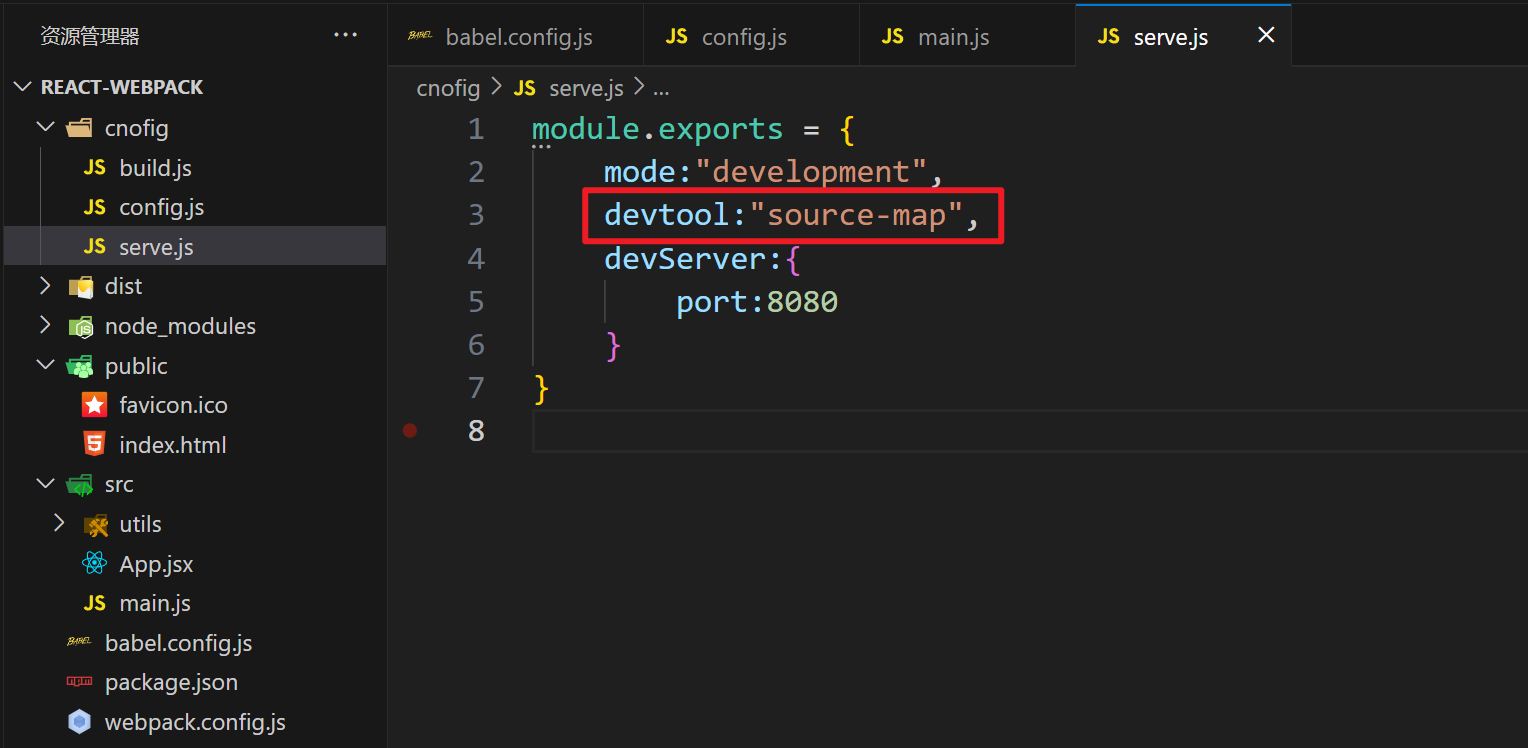 资源管理器 ···
REACT-WEBPACK
cnofig
JS build.js
JS config.js
JS serve.js
dist
node_modules
public
favicon.ico
index.html
src
utils
App.jsx
JS main.js
BABEL babel.config.js
package.json
webpack.config.js
BABEL babel.config.js JS config.js JS main.js JS serve.js
cnofig > JS serve.js > ...
1 module.exports = {
2 mode:"development",
3 devtool:"source-map",
4 devServer:{
5 port:8080
6 }
7 }
8